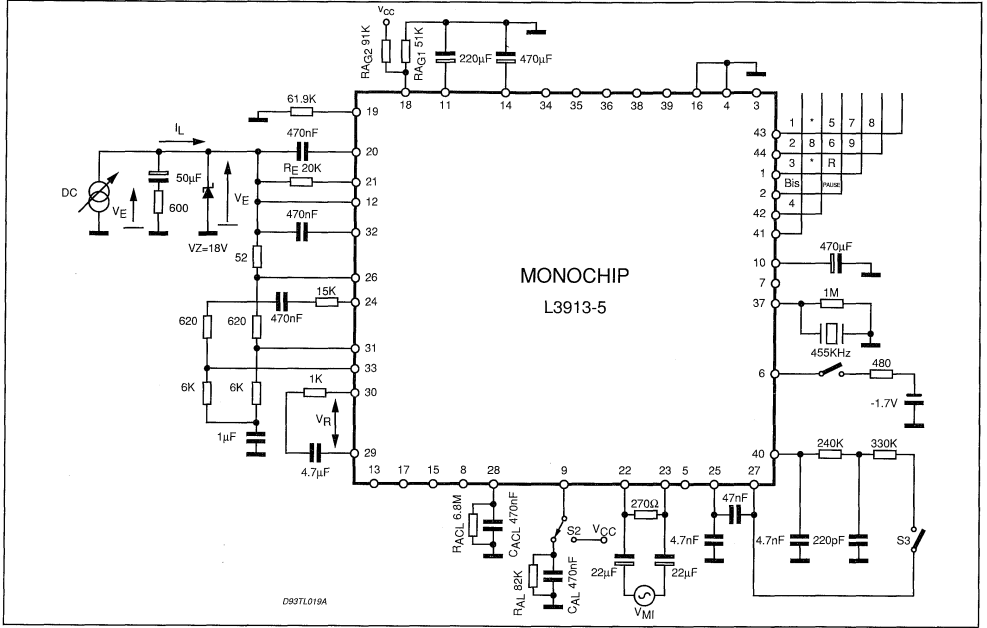 VCC
RAG2 91K
RAG1 51K
220µF
470µF
18 11 14 34 35 36 38 39 16 4 3
61.9K
19
IL
470nF
20
DC
VE
50µF
600
VZ=18V
VE
RE 20K
21
12
470nF
32
52
26
15K
24
470nF
620
620
31
33
6K
6K
1K
30
VR
1µF
4.7µF
29
MONOCHIP
L3913-5
43
44
1
2
42
41
1 * 5 7 8
2 8 6 9
3 * R
Bis PAUSE
4
10
470µF
7
37
1M
455KHz
6
480
-1.7V
40
240K
330K
4.7nF
220pF
S3
13 17 15 8 28 9 22 23 5 25 27
RACL 6.8M
CACL 470nF
S2
VCC
RAL 82K
CAL 470nF
270Ω
22µF
22µF
VMI
47nF
4.7nF
D93TL019A